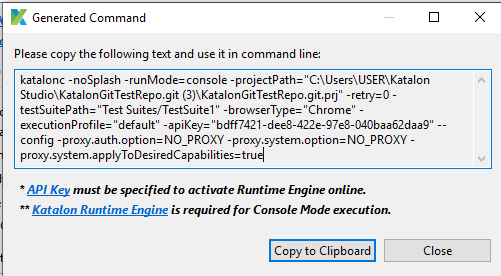 Generated Command
Please copy the following text and use it in command line:
katalonc -noSplash -runMode=console -projectPath="C:\Users\USER\Katalon
Studio\KatalonGitTestRepo.git (3)\KatalonGitTestRepo.git.prj" -retry=0 -
testSuitePath="Test Suites/TestSuite1" -browserType="Chrome" -
executionProfile="default" -apiKey="bdff7421-dee8-422e-97e8-040baa62daa9" --
config -proxy.auth.option=NO_PROXY -proxy.system.option=NO_PROXY -
proxy.system.applyToDesiredCapabilities=true
* API Key must be specified to activate Runtime Engine online.
** Katalon Runtime Engine is required for Console Mode execution.
Copy to Clipboard
Close